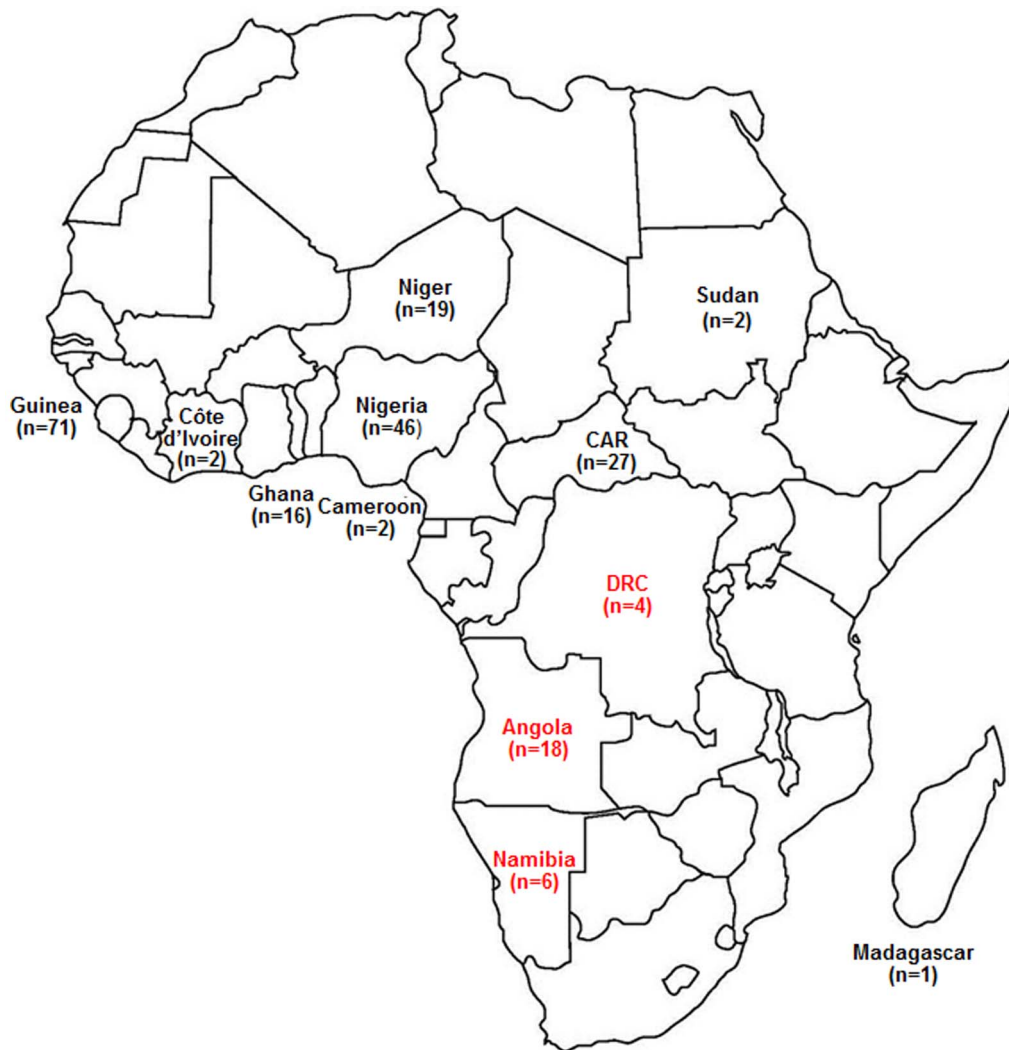 Niger
(n=19)
Sudan
(n=2)
Guinea
(n=71)
Côte
d'Ivoire
(n=2)
Nigeria
(n=46)
CAR
(n=27)
Ghana
(n=16)
Cameroon
(n=2)
DRC
(n=4)
Angola
(n=18)
Namibia
(n=6)
Madagascar
(n=1)